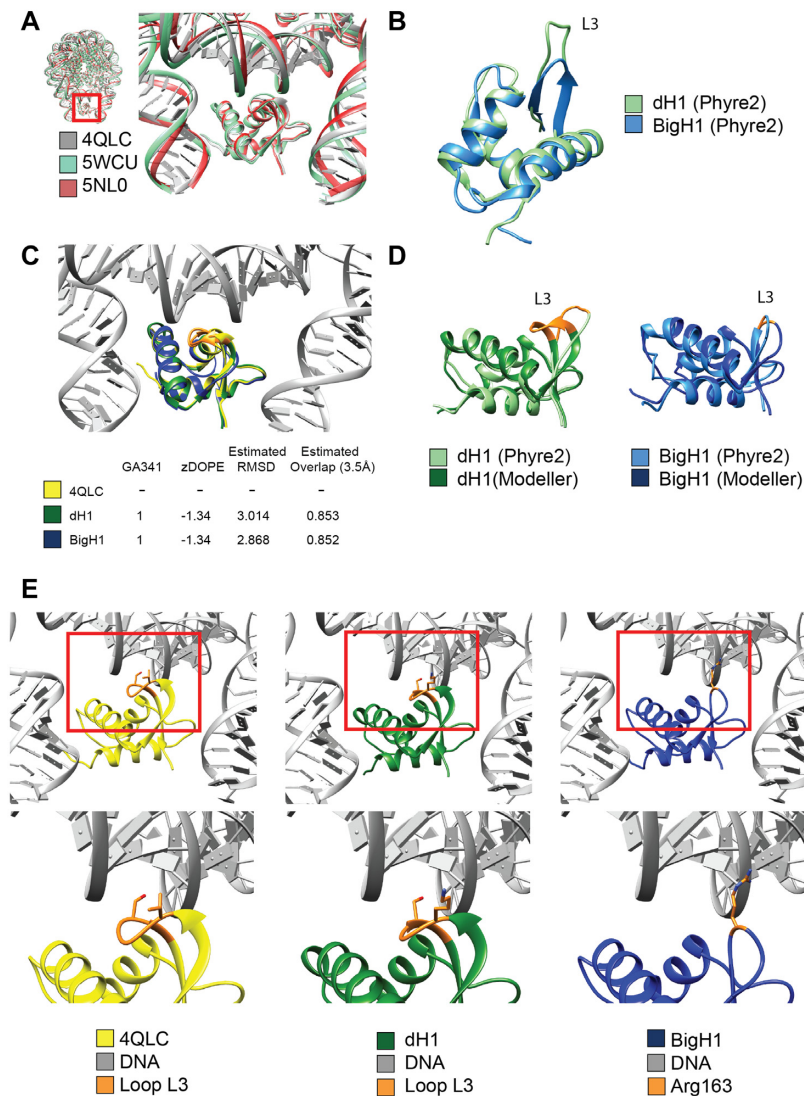 A
4QLC
5WCU
5NL0
B
L3
dH1 (Phyre2)
BigH1 (Phyre2)
C
GA341 zDOPE Estimated RMSD Estimated Overlap (3.5Å)
4QLC – – – –
dH1 1 -1.34 3.014 0.853
BigH1 1 -1.34 2.868 0.852
D
L3
L3
dH1 (Phyre2)
dH1(Modeller)
BigH1 (Phyre2)
BigH1 (Modeller)
E
4QLC
DNA
Loop L3
dH1
DNA
Loop L3
BigH1
DNA
Arg163